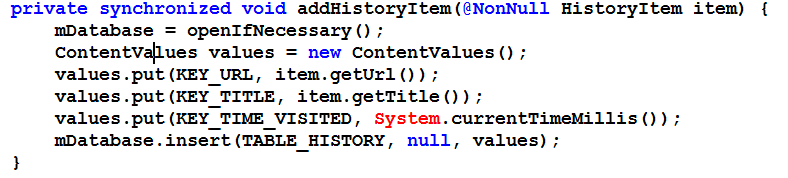 private synchronized void addHistoryItem(@NonNull HistoryItem item) {
    mDatabase = openIfNecessary();
    ContentValues values = new ContentValues();
    values.put(KEY_URL, item.getUrl());
    values.put(KEY_TITLE, item.getTitle());
    values.put(KEY_TIME_VISITED, System.currentTimeMillis());
    mDatabase.insert(TABLE_HISTORY, null, values);
}